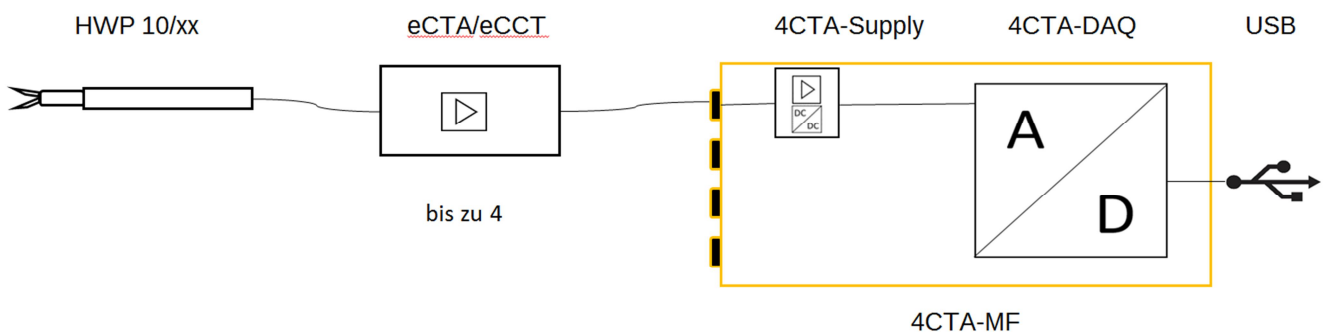 HWP 10/xx
eCTA/eCCT
4CTA-Supply
4CTA-DAQ
USB
DC
DC
A
D
bis zu 4
4CTA-MF